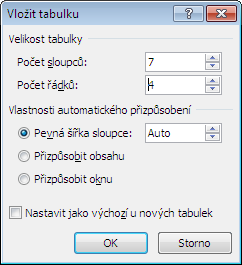 Vložit tabulku
Velikost tabulky
Počet sloupců: 7
Počet řádků: 4
Vlastnosti automatického přizpůsobení
Pevná šířka sloupce: Auto
Přizpůsobit obsahu
Přizpůsobit oknu
Nastavit jako výchozí u nových tabulek
OK Storno